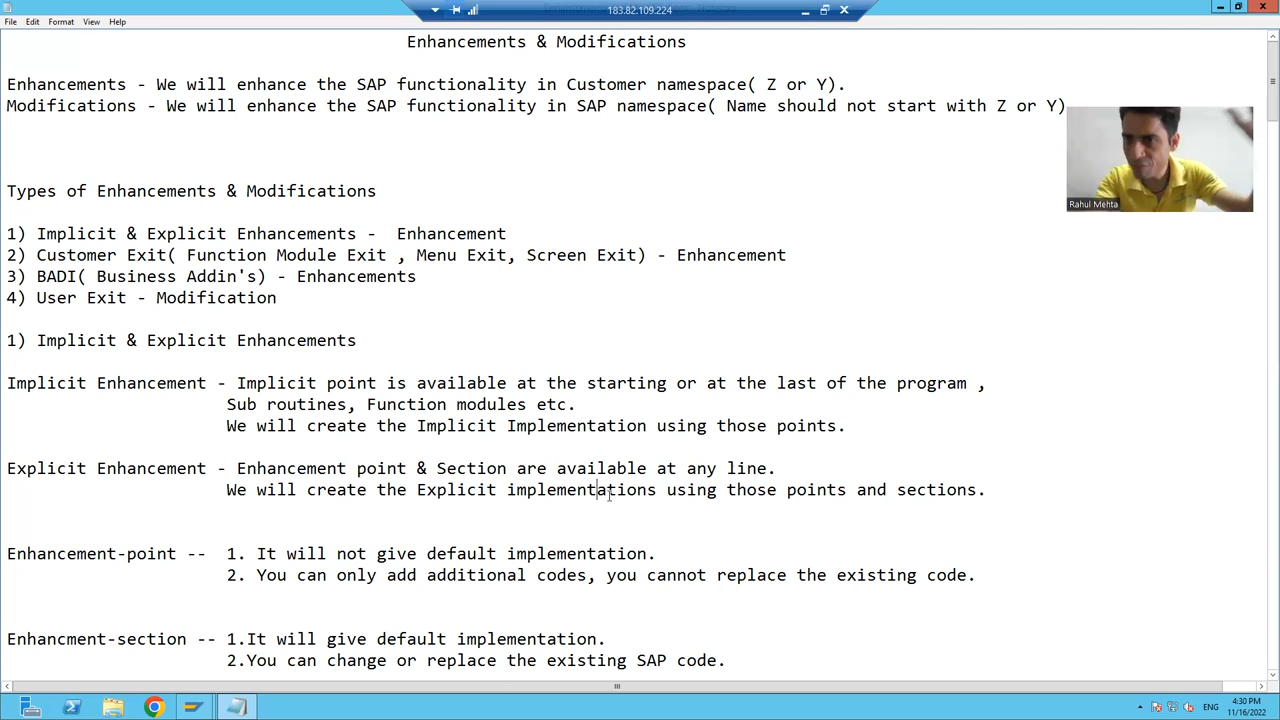 183.82.109.224
File Edit Format View Help
Enhancements & Modifications
Enhancements - We will enhance the SAP functionality in Customer namespace( Z or Y).
Modifications - We will enhance the SAP functionality in SAP namespace( Name should not start with Z or Y)
Rahul Mehta
Types of Enhancements & Modifications
1) Implicit & Explicit Enhancements - Enhancement
2) Customer Exit( Function Module Exit , Menu Exit, Screen Exit) - Enhancement
3) BADI( Business Addin's) - Enhancements
4) User Exit - Modification
1) Implicit & Explicit Enhancements
Implicit Enhancement - Implicit point is available at the starting or at the last of the program ,
Sub routines, Function modules etc.
We will create the Implicit Implementation using those points.
Explicit Enhancement - Enhancement point & Section are available at any line.
We will create the Explicit implementations using those points and sections.
Enhancement-point -- 1. It will not give default implementation.
2. You can only add additional codes, you cannot replace the existing code.
Enhancment-section -- 1.It will give default implementation.
2.You can change or replace the existing SAP code.
ENG
4:30 PM
11/16/2022